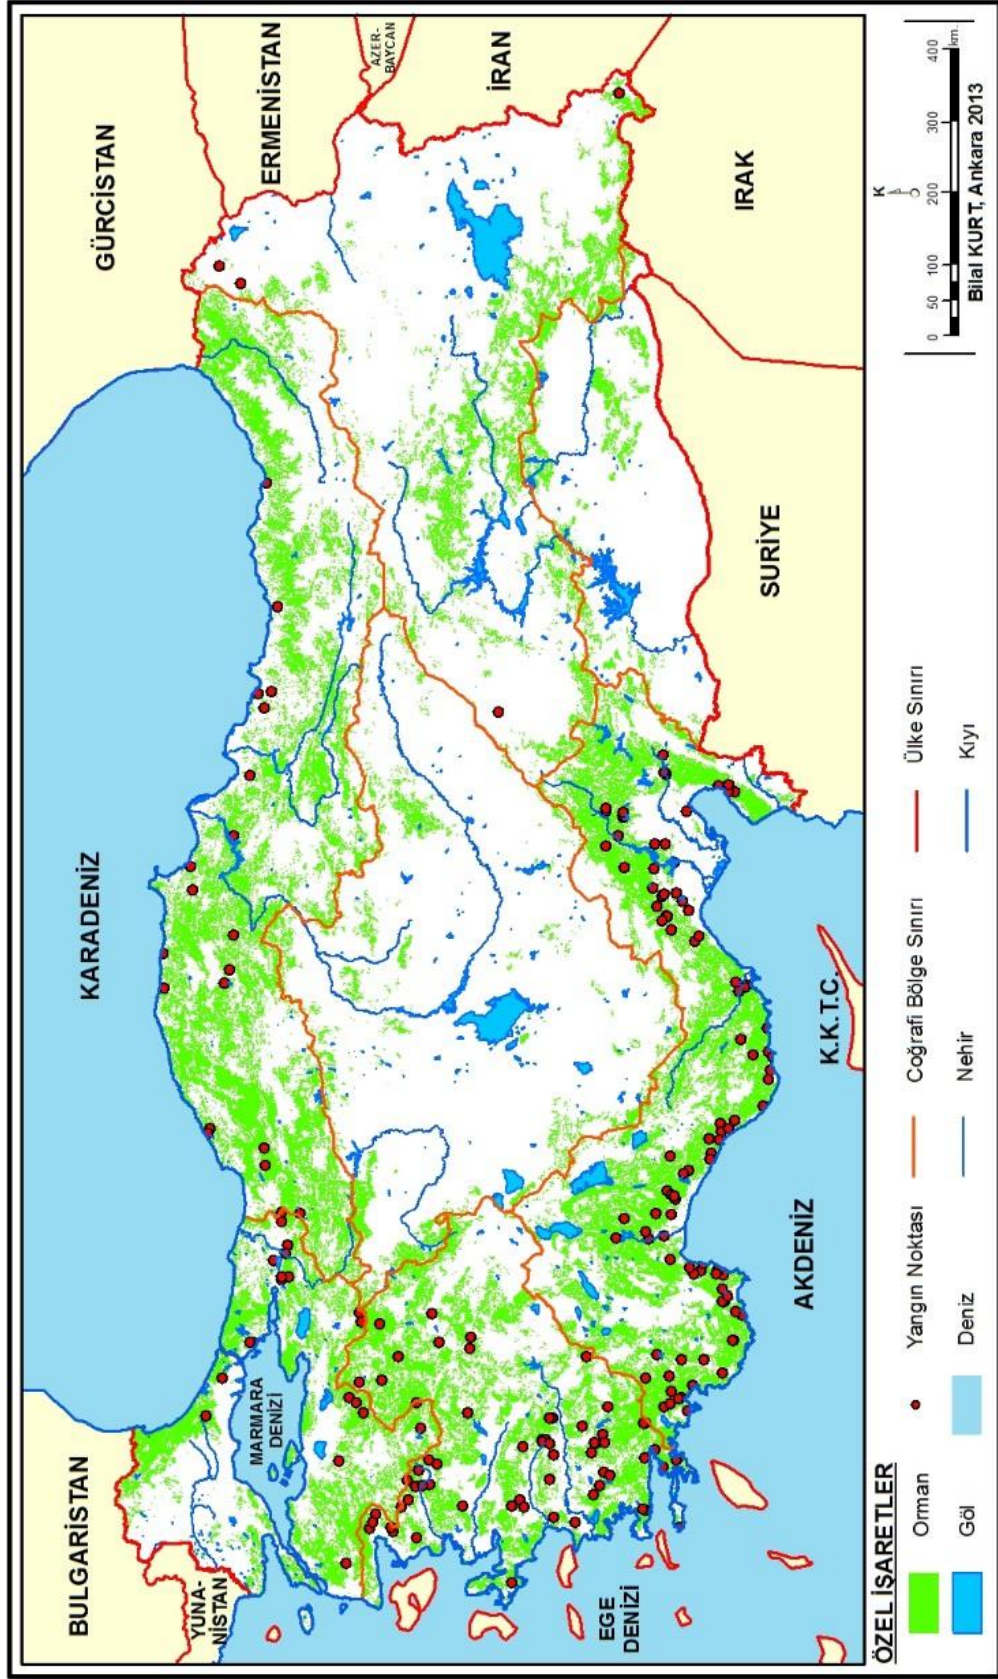 BULGARİSTAN
YUNA-
NİSTAN
KARADENİZ
GÜRCİSTAN
ERMENİSTAN
AZER-
BAYCAN
İRAN
MARMARA
DENİZİ
EGE
DENİZİ
AKDENİZ
K.K.T.C.
SURİYE
IRAK
ÖZEL İŞARETLER
Orman
Yangın Noktası
Coğrafi Bölge Sınırı
Ülke Sınırı
Göl
Deniz
Nehir
Kıyı
K
0 50 100 200 300 400
km.
Bilal KURT, Ankara 2013